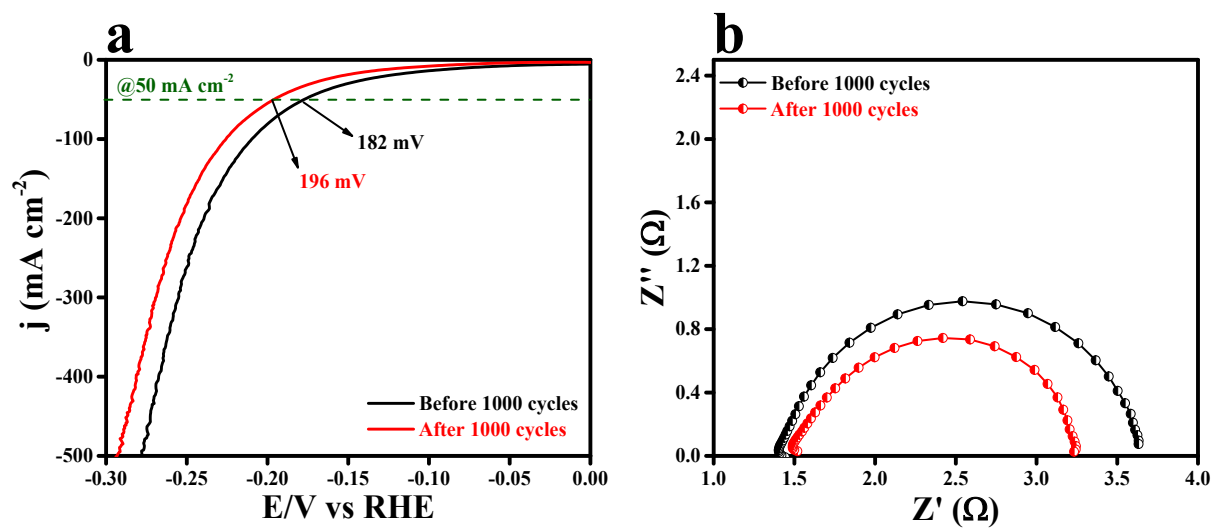 a
0
-100
-200
-300
-400
-500
j (mA cm⁻²)
@50 mA cm⁻²
182 mV
196 mV
Before 1000 cycles
After 1000 cycles
-0.30 -0.25 -0.20 -0.15 -0.10 -0.05 0.00
E/V vs RHE
b
2.4
2.0
1.6
1.2
0.8
0.4
0.0
Z'' (Ω)
Before 1000 cycles
After 1000 cycles
1.0 1.5 2.0 2.5 3.0 3.5 4.0
Z' (Ω)